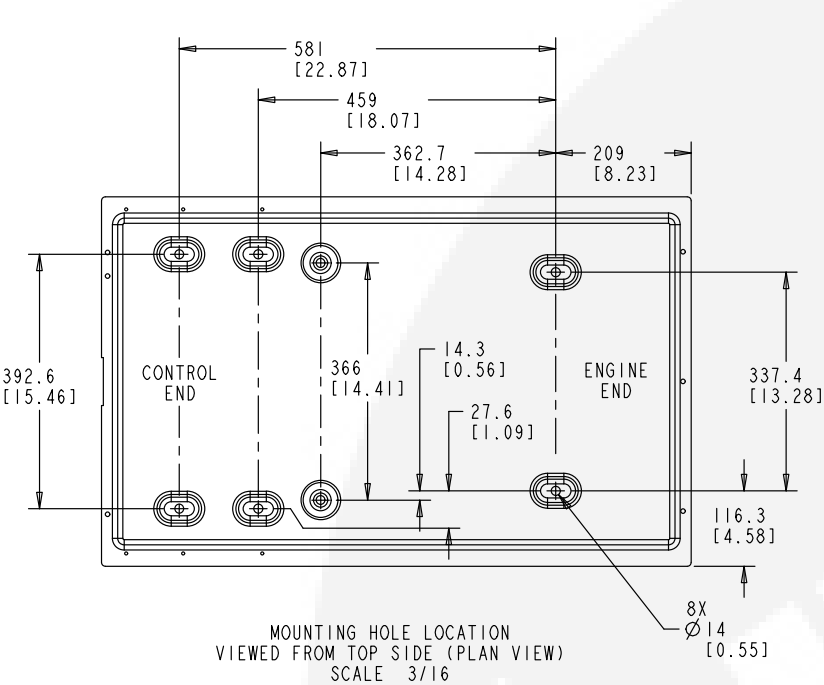 581
[22.87]
459
[18.07]
362.7
[14.28]
209
[8.23]
392.6
[15.46]
CONTROL
END
366
[14.41]
14.3
[0.56]
27.6
[1.09]
ENGINE
END
337.4
[13.28]
116.3
[4.58]
8X
Ø14
[0.55]
MOUNTING HOLE LOCATION
VIEWED FROM TOP SIDE (PLAN VIEW)
SCALE 3/16